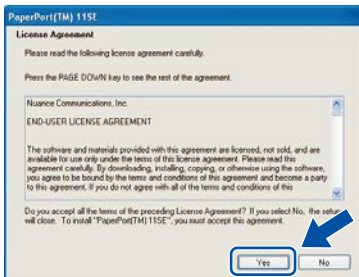 PaperPort(TM) 11SE
License Agreement
Please read the following license agreement carefully.
Press the PAGE DOWN key to see the rest of the agreement.
Nuance Communications, Inc.
END-USER LICENSE AGREEMENT
The software and materials provided with this agreement are licensed, not sold, and are
available for use only under the terms of this license agreement. Please read this
agreement carefully. By downloading, installing, copying, or otherwise using the software,
you agree to be bound by the terms and conditions of this agreement and become a party
to this agreement. If you do not agree with all of the terms and conditions of this
Do you accept all the terms of the preceding License Agreement? If you select No, the setup
will close. To install "PaperPort(TM) 11SE", you must accept this agreement.
Yes
No